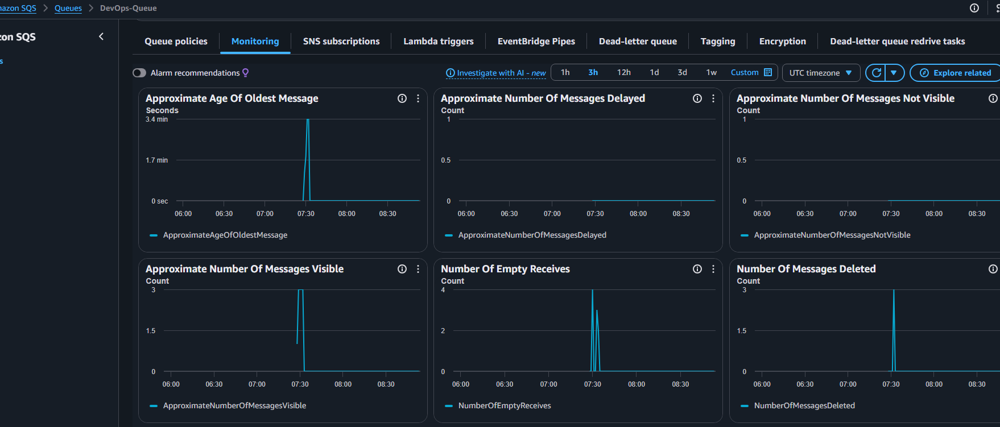 mazon SQS > Queues > DevOps-Queue
zon SQS
s
Queue policies Monitoring SNS subscriptions Lambda triggers EventBridge Pipes Dead-letter queue Tagging Encryption Dead-letter queue redrive tasks
Alarm recommendations Investigate with AI - new 1h 3h 12h 1d 3d 1w Custom UTC timezone Explore related
Approximate Age Of Oldest Message
Seconds
3.4 min
1.7 min
0 sec
06:00 06:30 07:00 07:30 08:00 08:30
ApproximateAgeOfOldestMessage
Approximate Number Of Messages Delayed
Count
1
0.5
0
06:00 06:30 07:00 07:30 08:00 08:30
ApproximateNumberOfMessagesDelayed
Approximate Number Of Messages Not Visible
Count
1
0.5
0
06:00 06:30 07:00 07:30 08:00 08:30
ApproximateNumberOfMessagesNotVisible
Approximate Number Of Messages Visible
Count
3
1.5
0
06:00 06:30 07:00 07:30 08:00 08:30
ApproximateNumberOfMessagesVisible
Number Of Empty Receives
Count
4
2
0
06:00 06:30 07:00 07:30 08:00 08:30
NumberOfEmptyReceives
Number Of Messages Deleted
Count
3
1.5
0
06:00 06:30 07:00 07:30 08:00 08:30
NumberOfMessagesDeleted